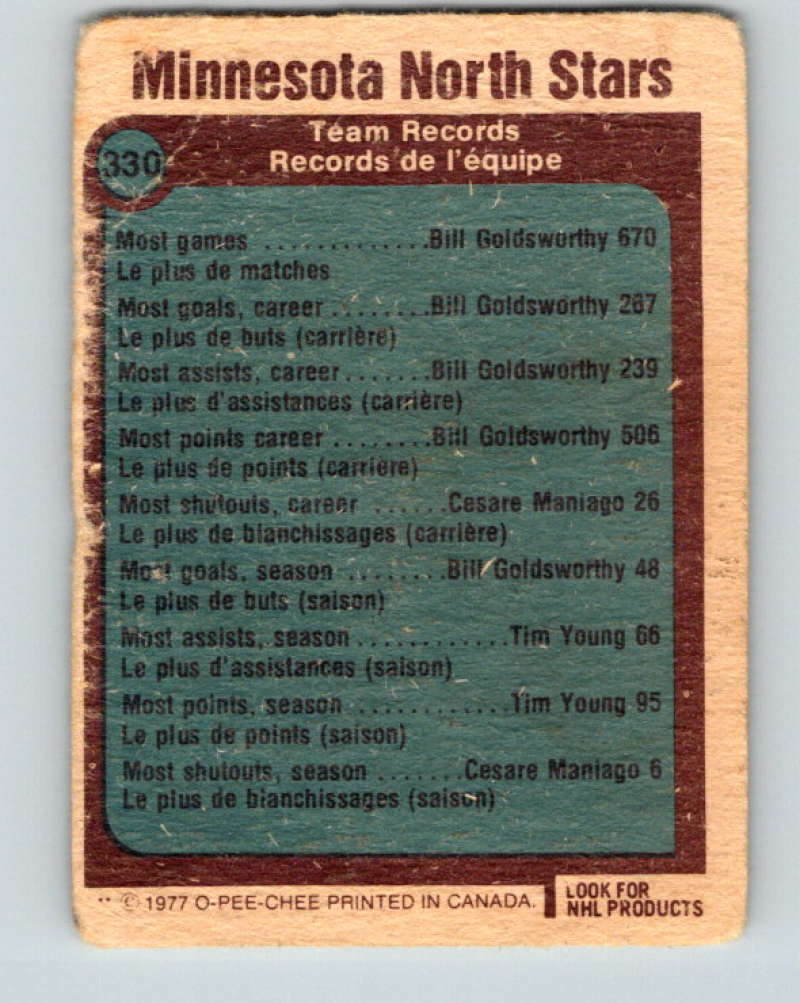 Minnesota North Stars
330
Team Records
Records de l'équipe
Most games .............Bill Goldsworthy 670
Le plus de matches
Most goals, career........Bill Goldsworthy 267
Le plus de buts (carrière)
Most assists, career.......Bill Goldsworthy 239
Le plus d'assistances (carrière)
Most points career ........Bill Goldsworthy 506
Le plus de points (carrière)
Most shutouts, career ......Cesare Maniago 26
Le plus de blanchissages (carrière)
Most goals, season ........Bill Goldsworthy 48
Le plus de buts (saison)
Most assists, season............Tim Young 66
Le plus d'assistances (saison)
Most points, season ............Tim Young 95
Le plus de points (saison)
Most shutouts, season .......Cesare Maniago 6
Le plus de blanchissages (saison)
** © 1977 O-PEE-CHEE PRINTED IN CANADA.
LOOK FOR
NHL PRODUCTS